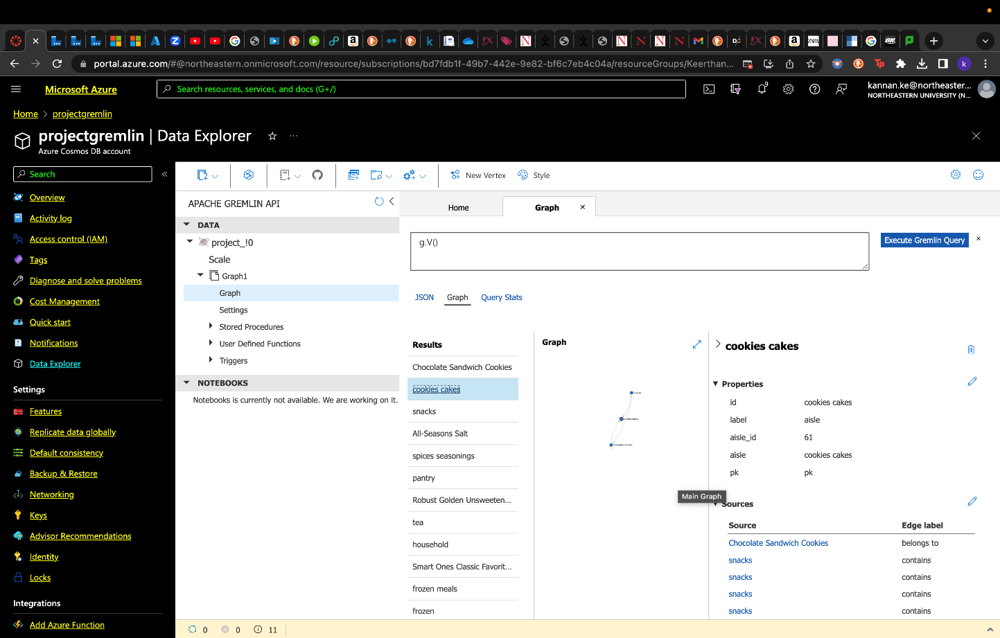 portal.azure.com/#@northeastern.onmicrosoft.com/resource/subscriptions/bd7fdb1f-49b7-442e-9e82-bf6c7eb4c04a/resourceGroups/Keerthan...
Microsoft Azure
Search resources, services, and docs (G+/)
9
kannan.ke@northeaster...
NORTHEASTERN UNIVERSITY (N...
Home > projectgremlin
projectgremlin | Data Explorer
Azure Cosmos DB account
Search
Overview
Activity log
Access control (IAM)
Tags
Diagnose and solve problems
Cost Management
Quick start
Notifications
Data Explorer
Settings
Features
Replicate data globally
Default consistency
Backup & Restore
Networking
Keys
Advisor Recommendations
Identity
Locks
Integrations
Add Azure Function
New Vertex
Style
APACHE GREMLIN API
DATA
project_!0
Scale
Graph1
Graph
Settings
Stored Procedures
User Defined Functions
Triggers
NOTEBOOKS
Notebooks is currently not available. We are working on it.
Home
Graph
g.V()
Execute Gremlin Query
JSON
Graph
Query Stats
Results
Chocolate Sandwich Cookies
cookies cakes
snacks
All-Seasons Salt
spices seasonings
pantry
Robust Golden Unsweeten...
tea
household
Smart Ones Classic Favorit...
frozen meals
frozen
Graph
snacks
cookies cakes
Main Graph
cookies cakes
Properties
id cookies cakes
label aisle
aisle_id 61
aisle cookies cakes
pk pk
Sources
Source Edge label
Chocolate Sandwich Cookies belongs to
snacks contains
snacks contains
snacks contains
snacks contains
0 0 11